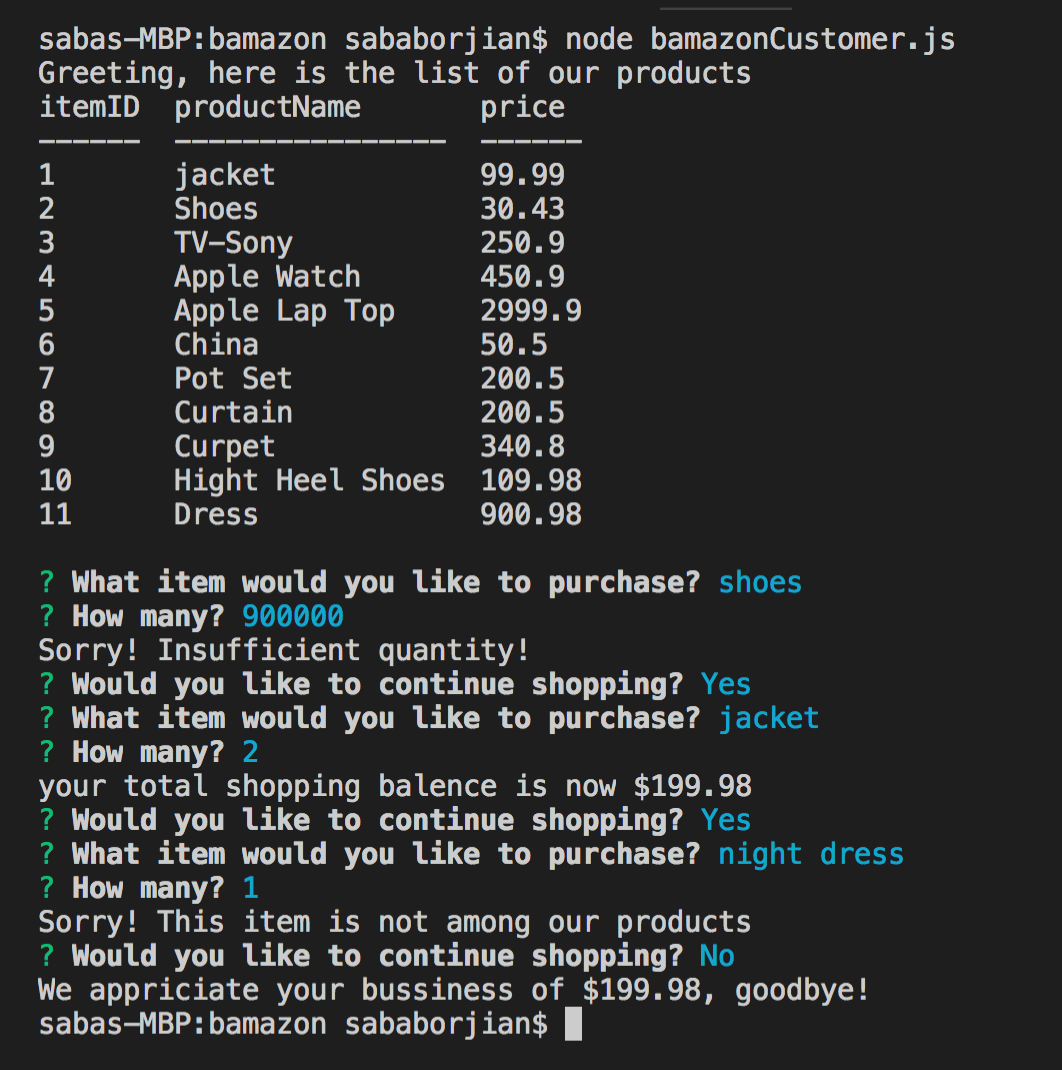 sabas-MBP:bamazon sababorjian$ node bamazonCustomer.js
Greeting, here is the list of our products
itemID  productName       price
------  ----------------  ------
1       jacket            99.99
2       Shoes             30.43
3       TV-Sony           250.9
4       Apple Watch       450.9
5       Apple Lap Top     2999.9
6       China             50.5
7       Pot Set           200.5
8       Curtain           200.5
9       Curpet            340.8
10      Hight Heel Shoes  109.98
11      Dress             900.98
? What item would you like to purchase? shoes
? How many? 900000
Sorry! Insufficient quantity!
? Would you like to continue shopping? Yes
? What item would you like to purchase? jacket
? How many? 2
your total shopping balence is now $199.98
? Would you like to continue shopping? Yes
? What item would you like to purchase? night dress
? How many? 1
Sorry! This item is not among our products
? Would you like to continue shopping? No
We appriciate your bussiness of $199.98, goodbye!
sabas-MBP:bamazon sababorjian$